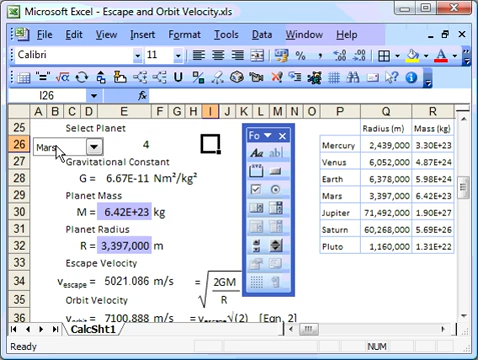 Microsoft Excel - Escape and Orbit Velocity.xls
File Edit View Insert Format Tools Data Window Help
Calibri 11 B
I26 fx
A B C D E F G H I J K L M N O P Q R
25 Select Planet Radius (m) Mass (kg)
26 Mars 4 Mercury 2,439,000 3.30E+23
27 Gravitational Constant Venus 6,052,000 4.87E+24
28 G = 6.67E-11 Nm²/kg² Earth 6,378,000 5.98E+24
29 Planet Mass Mars 3,397,000 6.42E+23
30 M = 6.42E+23 kg Jupiter 71,492,000 1.90E+27
31 Planet Radius Saturn 60,268,000 5.69E+26
32 R = 3,397,000 m Pluto 1,160,000 1.31E+22
33 Escape Velocity
34 vescape = 5021.086 m/s = √2GM/R
35 Orbit Velocity
36 vorbit = 7100.888 m/s = vescape√(2) [Eqn. 2]
Fo
Aa ab
CalcSht1
Ready NUM